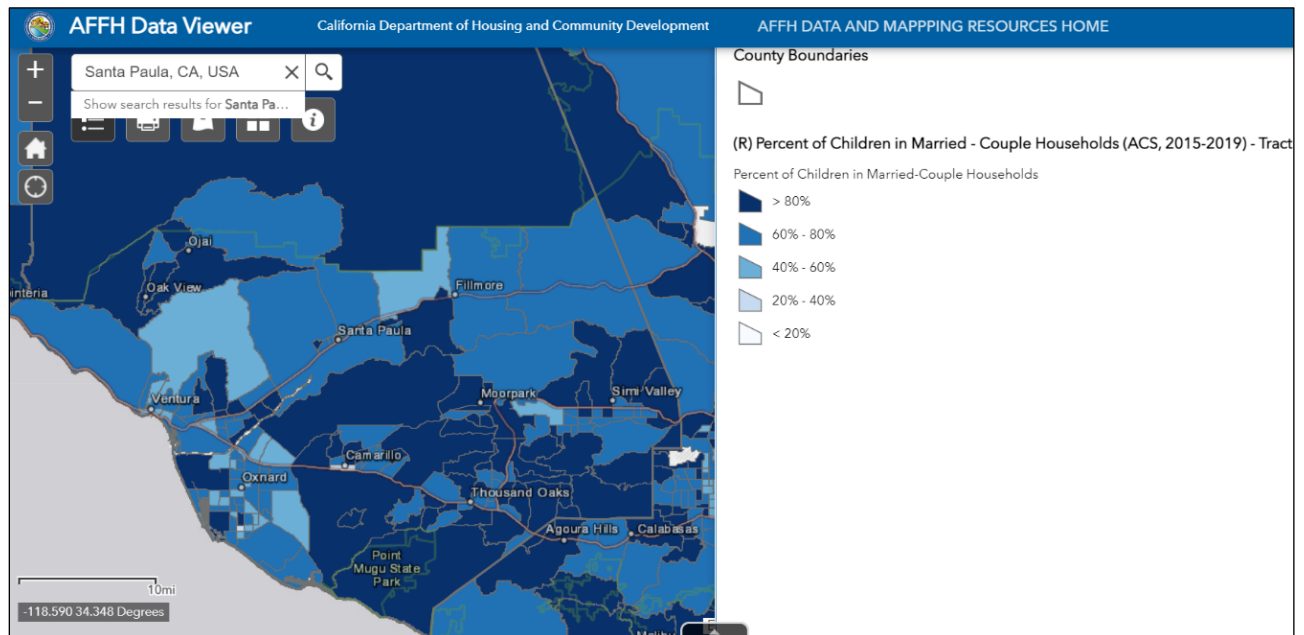 AFFH Data Viewer
California Department of Housing and Community Development
AFFH DATA AND MAPPPING RESOURCES HOME
+
−
Santa Paula, CA, USA
Show search results for Santa Pa...
Ojai
Oak View
interia
Fillmore
Santa Paula
Ventura
Moorpark
Simi Valley
Camarillo
Oxnard
Thousand Oaks
Agoura Hills
Calabasas
Point
Mugu State
Park
10mi
-118.590 34.348 Degrees
County Boundaries
(R) Percent of Children in Married - Couple Households (ACS, 2015-2019) - Tract
Percent of Children in Married-Couple Households
> 80%
60% - 80%
40% - 60%
20% - 40%
< 20%